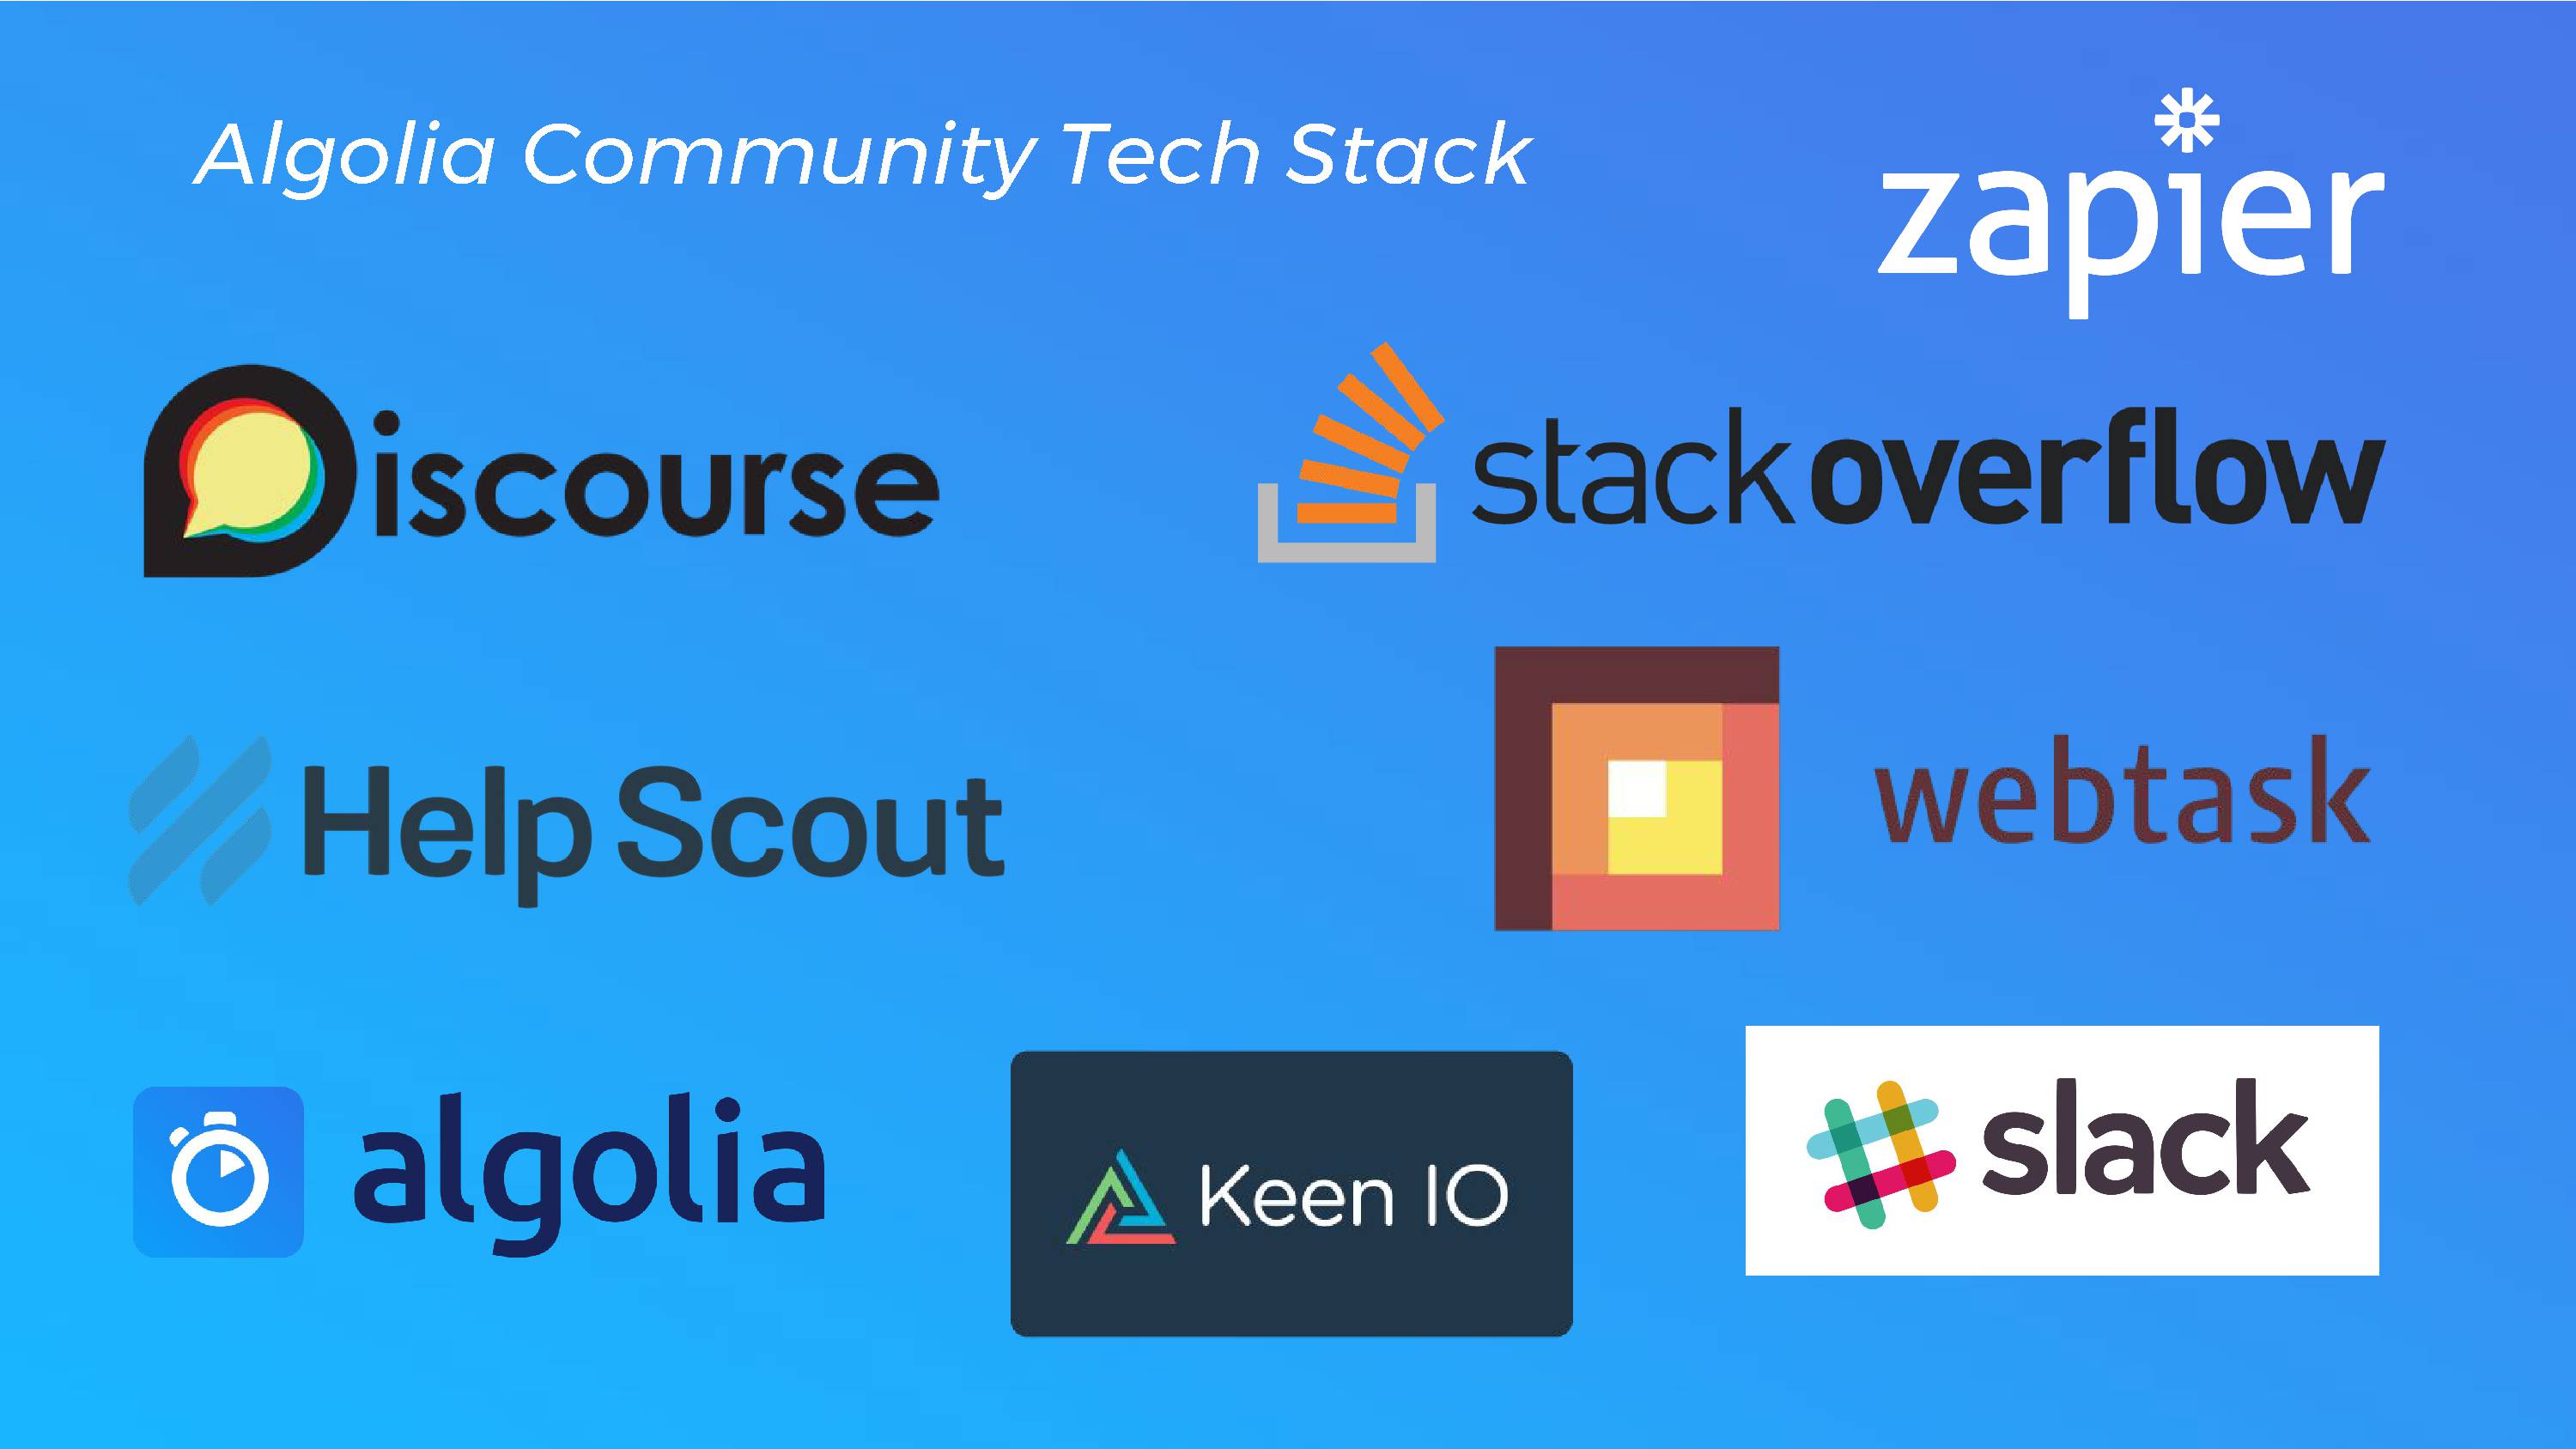 Algolia Community Tech Stack
zapier
Discourse
stackoverflow
Help Scout
webtask
algolia
Keen IO
slack